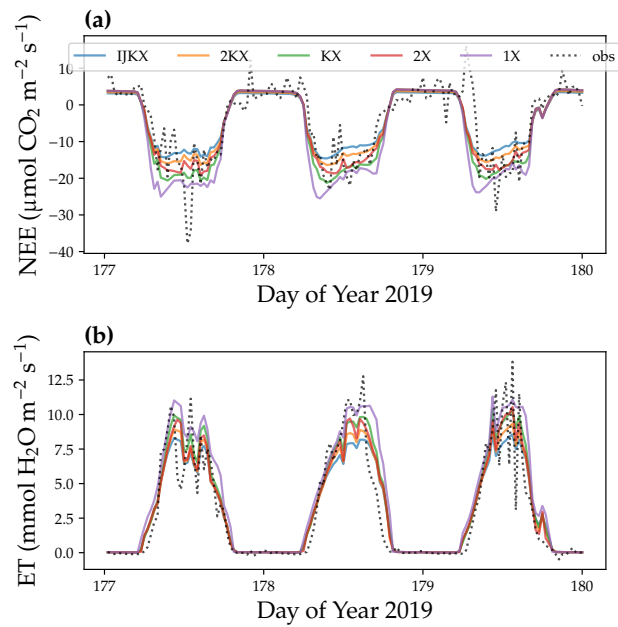 (a)
IJKX 2KX KX 2X 1X obs
10
0
−10
−20
−30
−40
NEE (μmol CO₂ m⁻² s⁻¹)
177 178 179 180
Day of Year 2019
(b)
12.5
10.0
7.5
5.0
2.5
0.0
ET (mmol H₂O m⁻² s⁻¹)
177 178 179 180
Day of Year 2019